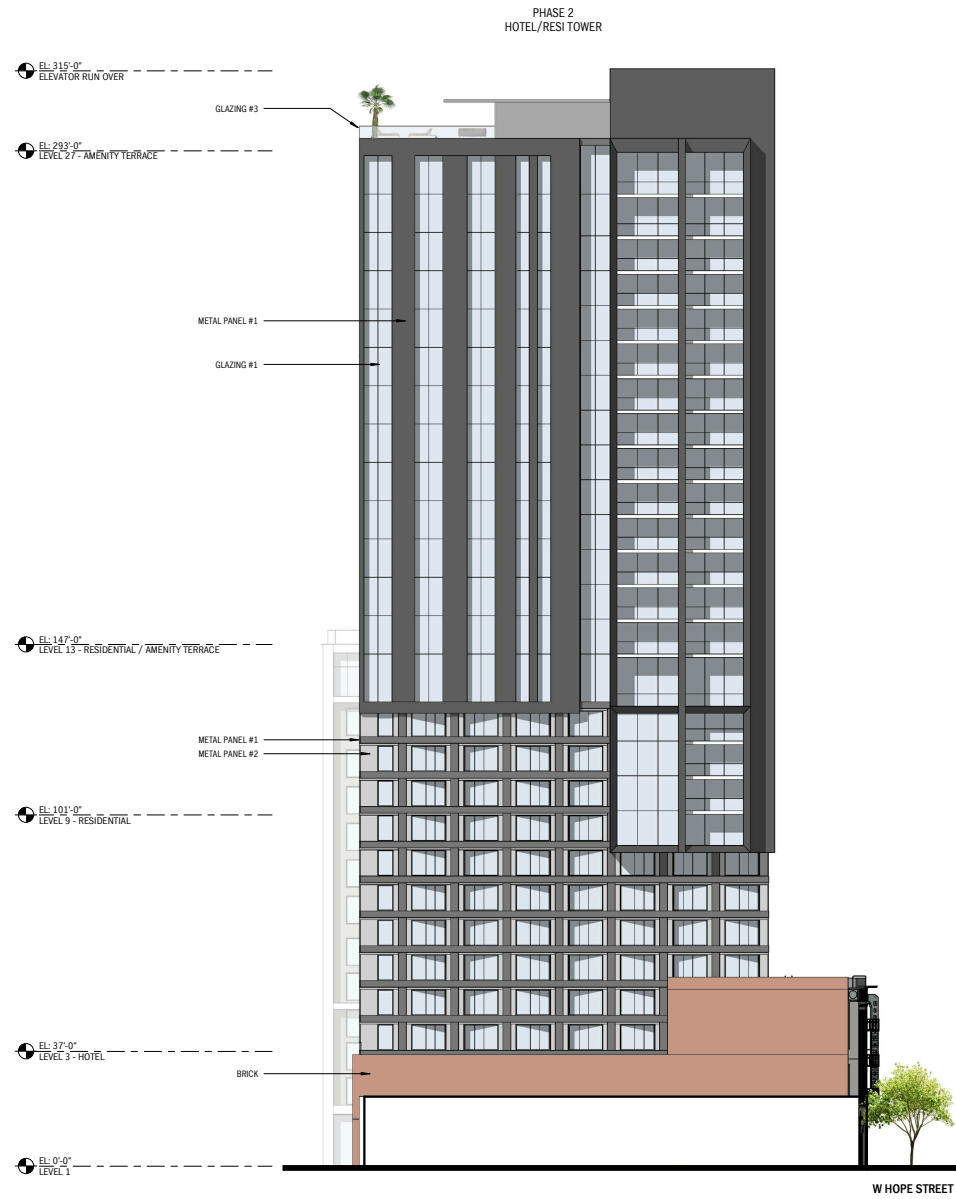 PHASE 2
HOTEL/RESI TOWER
EL: 315'-0"
ELEVATOR RUN OVER
GLAZING #3
EL: 293'-0"
LEVEL 27 - AMENITY TERRACE
METAL PANEL #1
GLAZING #1
EL: 147'-0"
LEVEL 13 - RESIDENTIAL / AMENITY TERRACE
METAL PANEL #1
METAL PANEL #2
EL: 101'-0"
LEVEL 9 - RESIDENTIAL
EL: 37'-0"
LEVEL 3 - HOTEL
BRICK
EL: 0'-0"
LEVEL 1
W HOPE STREET